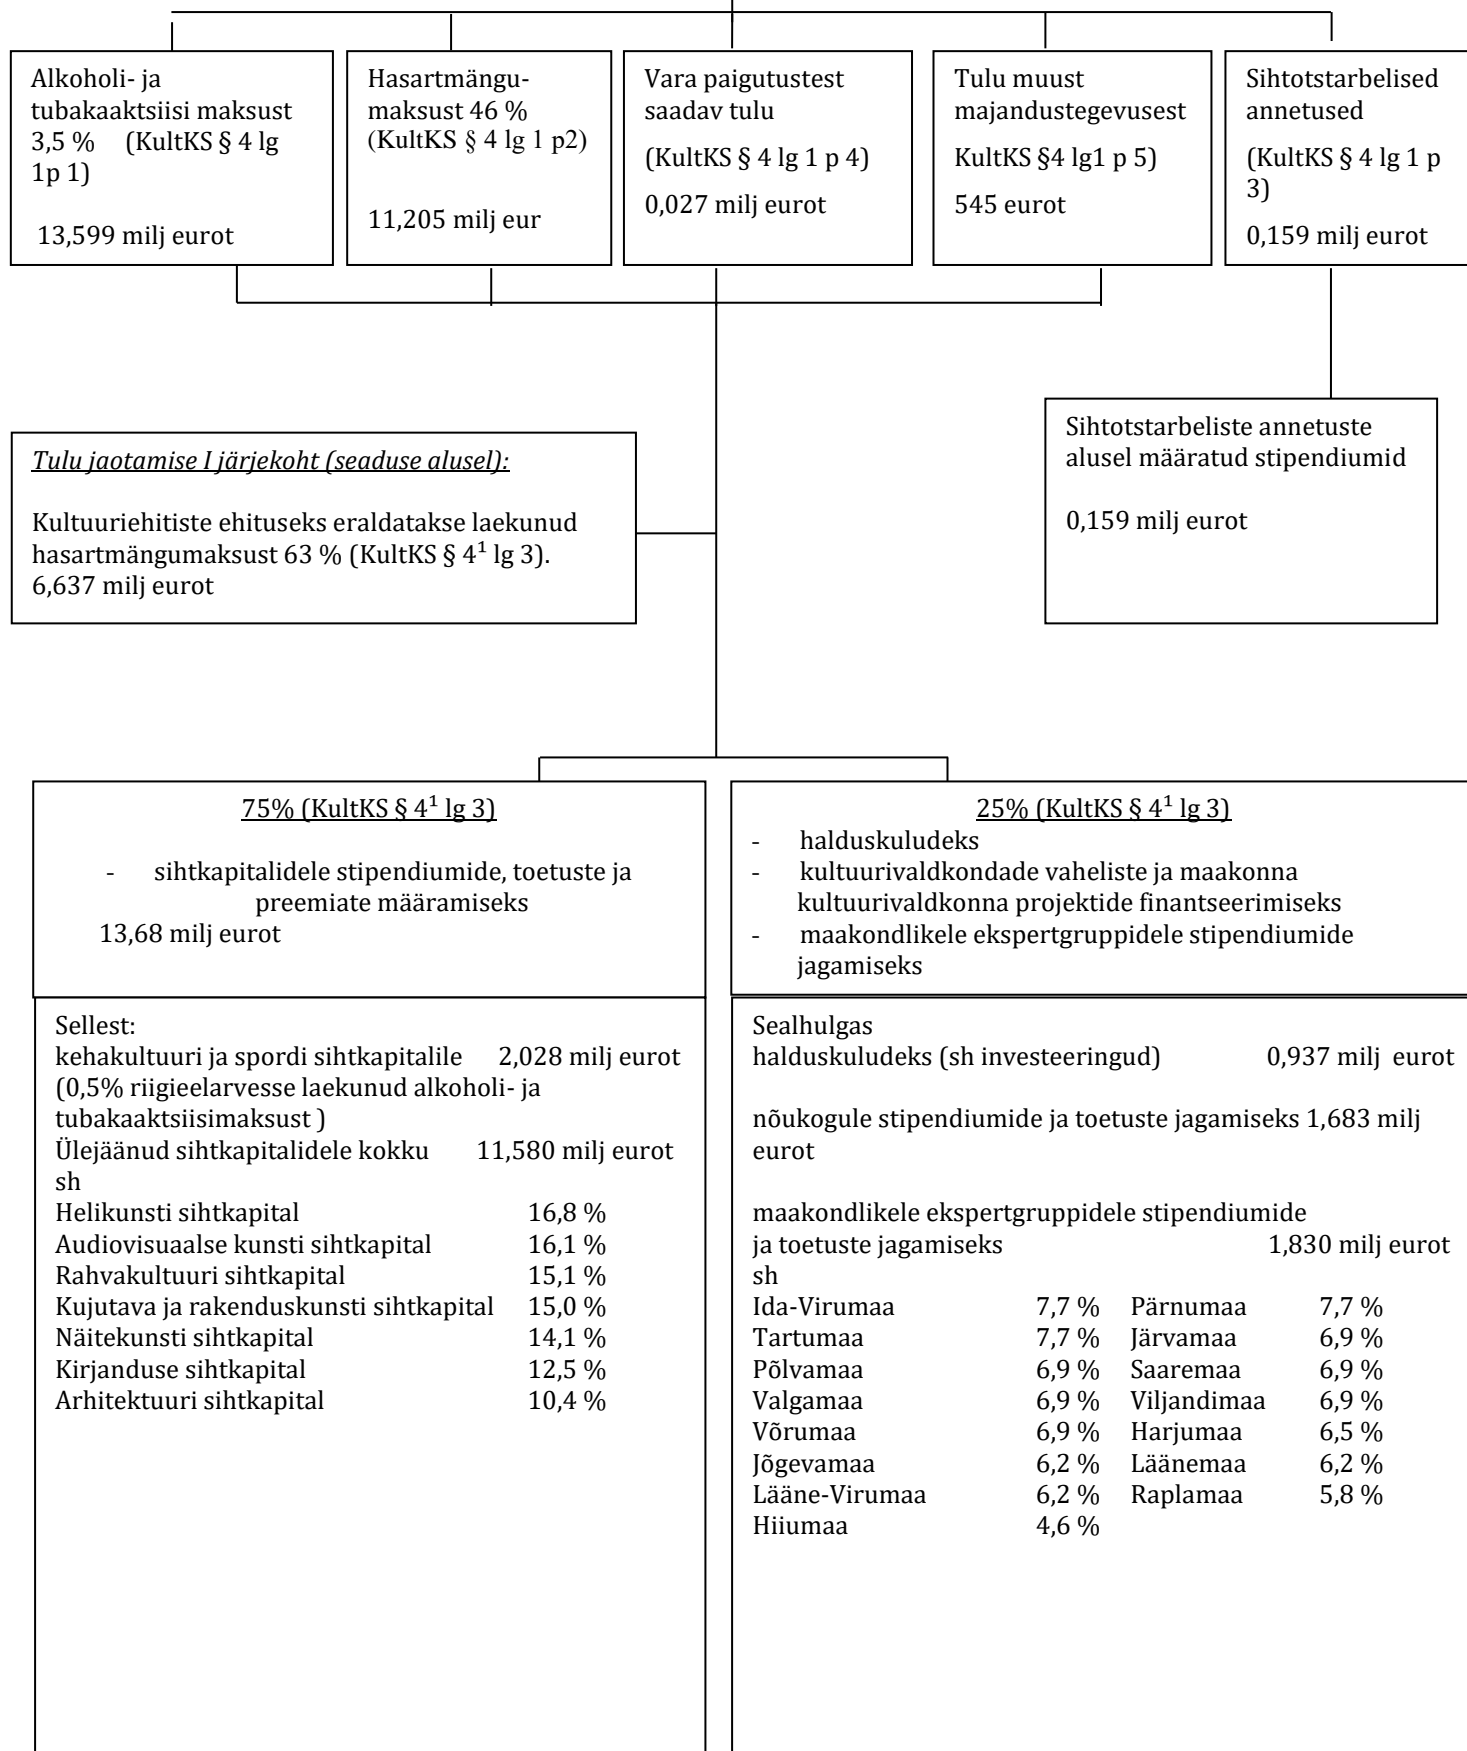 Alkoholi- ja
tubakaaktsiisi maksust
3,5 % (KultKS § 4 lg
1p 1)
13,599 milj eurot
Hasartmängu-
maksust 46 %
(KultKS § 4 lg 1 p2)
11,205 milj eur
Vara paigutustest
saadav tulu
(KultKS § 4 lg 1 p 4)
0,027 milj eurot
Tulu muust
majandustegevusest
KultKS §4 lg1 p 5)
545 eurot
Sihtotstarbelised
annetused
(KultKS § 4 lg 1 p
3)
0,159 milj eurot
Tulu jaotamise I järjekoht (seaduse alusel):
Kultuuriehitiste ehituseks eraldatakse laekunud
hasartmängumaksust 63 % (KultKS § 4¹ lg 3).
6,637 milj eurot
Sihtotstarbeliste annetuste
alusel määratud stipendiumid
0,159 milj eurot
75% (KultKS § 4¹ lg 3)
- sihtkapitalidele stipendiumide, toetuste ja
preemiate määramiseks
13,68 milj eurot
25% (KultKS § 4¹ lg 3)
- halduskuludeks
- kultuurivaldkondade vaheliste ja maakonna
kultuurivaldkonna projektide finantseerimiseks
- maakondlikele ekspertgruppidele stipendiumide
jagamiseks
Sellest:
kehakultuuri ja spordi sihtkapitalile 2,028 milj eurot
(0,5% riigieelarvesse laekunud alkoholi- ja
tubakaaktsiisimaksust )
Ülejäänud sihtkapitalidele kokku 11,580 milj eurot
sh
Helikunsti sihtkapital 16,8 %
Audiovisuaalse kunsti sihtkapital 16,1 %
Rahvakultuuri sihtkapital 15,1 %
Kujutava ja rakenduskunsti sihtkapital 15,0 %
Näitekunsti sihtkapital 14,1 %
Kirjanduse sihtkapital 12,5 %
Arhitektuuri sihtkapital 10,4 %
Sealhulgas
halduskuludeks (sh investeeringud) 0,937 milj eurot
nõukogule stipendiumide ja toetuste jagamiseks 1,683 milj
eurot
maakondlikele ekspertgruppidele stipendiumide
ja toetuste jagamiseks 1,830 milj eurot
sh
Ida-Virumaa 7,7 % Pärnumaa 7,7 %
Tartumaa 7,7 % Järvamaa 6,9 %
Põlvamaa 6,9 % Saaremaa 6,9 %
Valgamaa 6,9 % Viljandimaa 6,9 %
Võrumaa 6,9 % Harjumaa 6,5 %
Jõgevamaa 6,2 % Läänemaa 6,2 %
Lääne-Virumaa 6,2 % Raplamaa 5,8 %
Hiiumaa 4,6 %